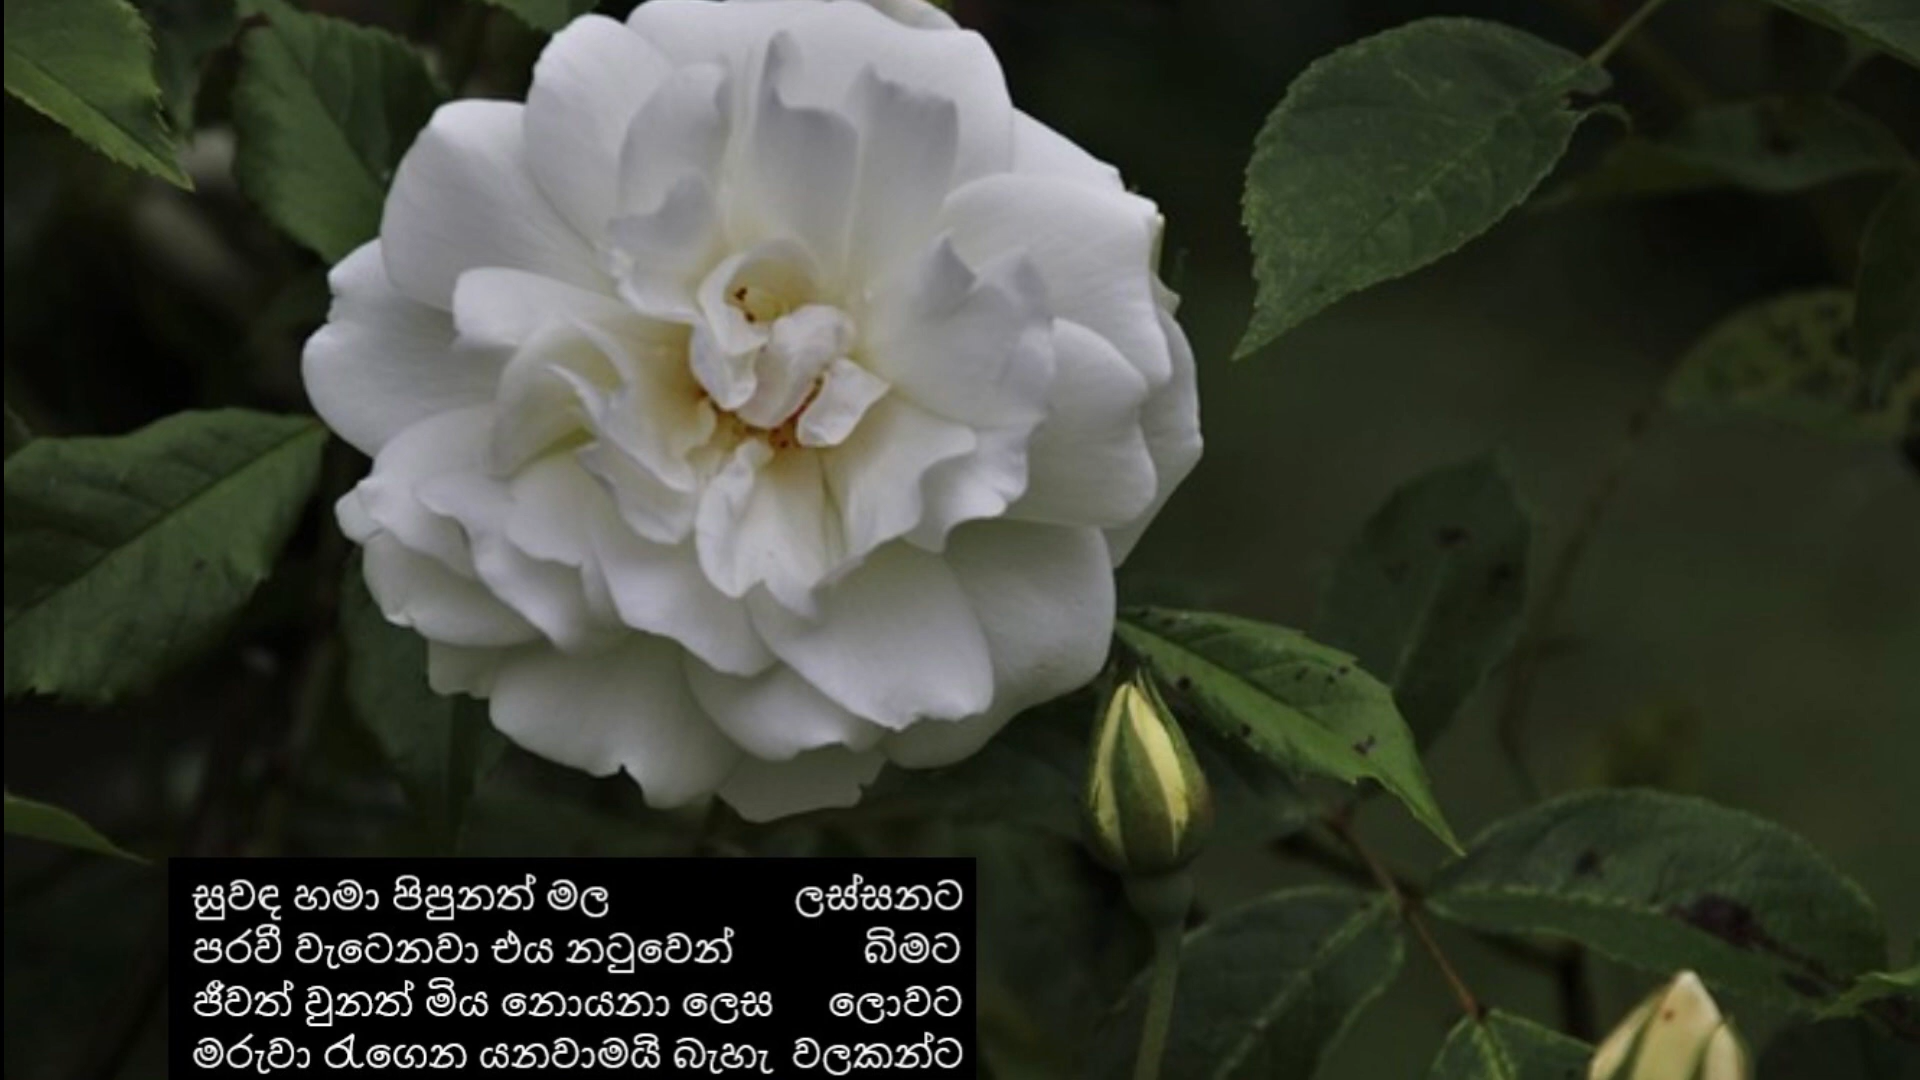 සුවඳ හමා පිපුනත් මල ලස්සනට
පරවී වැටෙනවා එය නටුවෙන් බිමට
ජීවත් වුනත් මිය නොයනා ලෙස ලොවට
මරුවා රැගෙන යනවාමයි බැහැ වලකන්ට